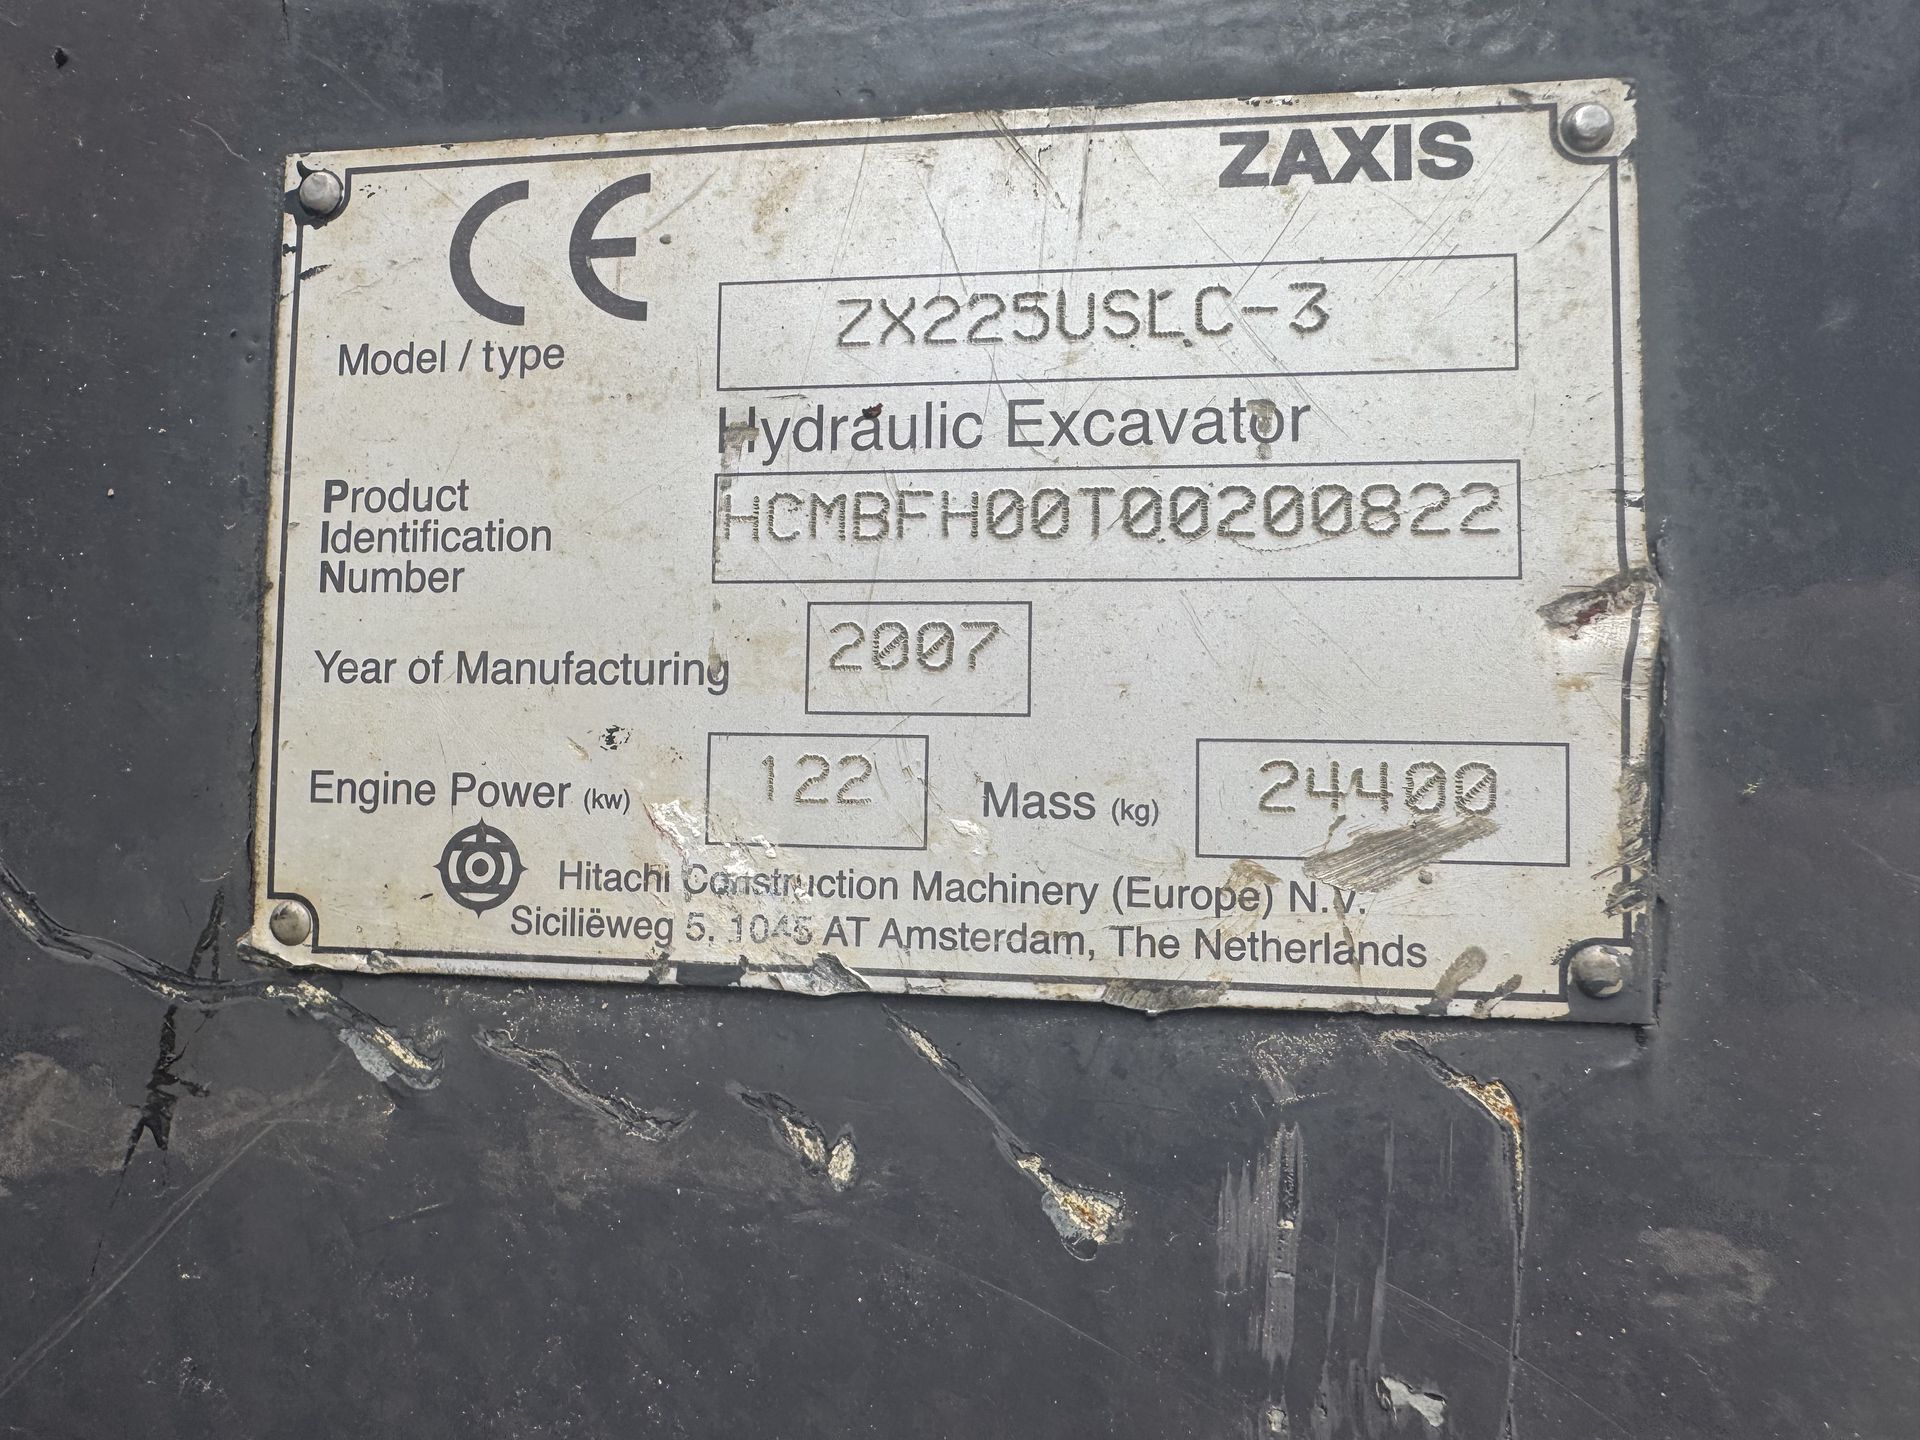 CE
ZAXIS
Model / type ZX225USLC-3
Hydraulic Excavator
Product
Identification
Number
HCMBFH00T00200822
Year of Manufacturing 2007
Engine Power (kw) 122 Mass (kg) 24400
Hitachi Construction Machinery (Europe) N.V.
Siciliëweg 5, 1045 AT Amsterdam, The Netherlands